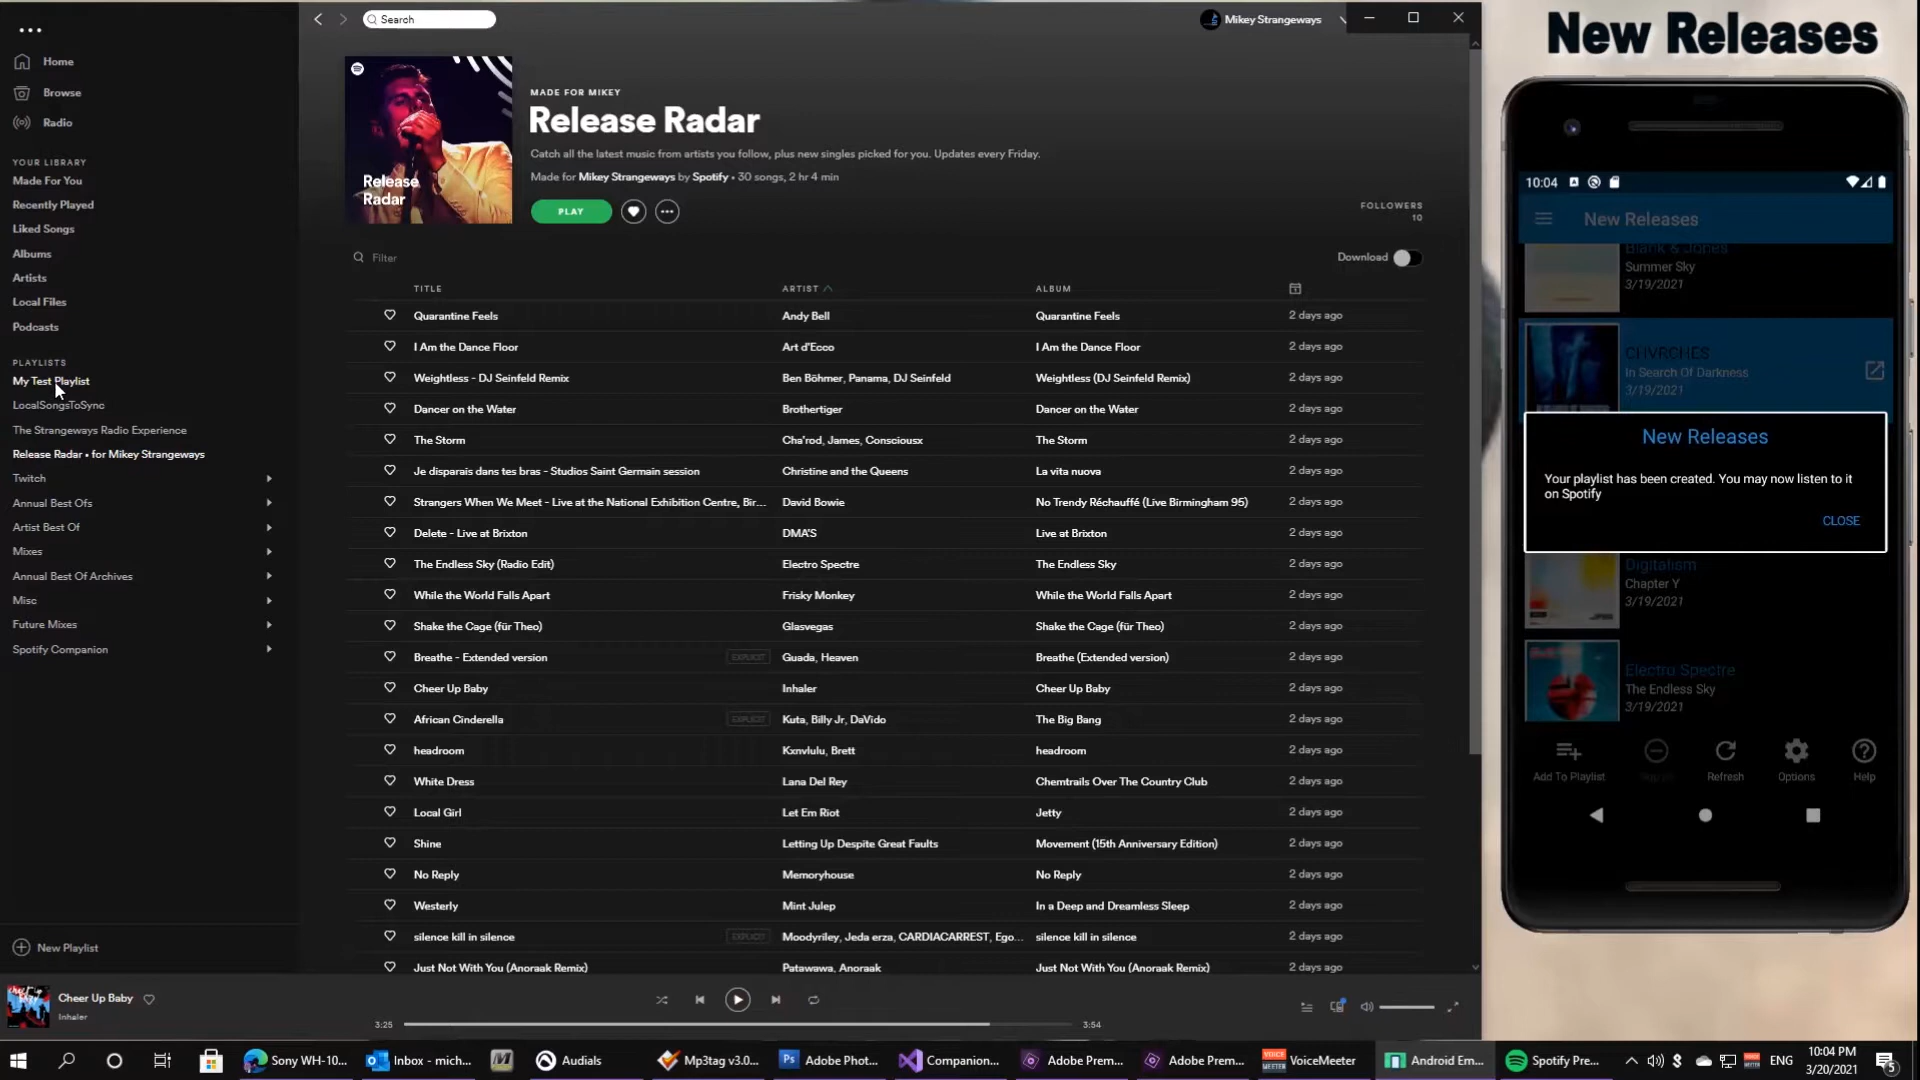 Search
Mikey Strangeways
New Releases
Home
Browse
Radio
YOUR LIBRARY
Made For You
Recently Played
Liked Songs
Albums
Artists
Local Files
Podcasts
PLAYLISTS
My Test Playlist
LocalSongsToSync
The Strangeways Radio Experience
Release Radar • for Mikey Strangeways
Twitch
Annual Best Ofs
Artist Best Of
Mixes
Annual Best Of Archives
Misc
Future Mixes
Spotify Companion
New Playlist
Release
Radar
MADE FOR MIKEY
Release Radar
Catch all the latest music from artists you follow, plus new singles picked for you. Updates every Friday.
Made for Mikey Strangeways by Spotify • 30 songs, 2 hr 4 min
PLAY
FOLLOWERS
10
Filter
Download
TITLE ARTIST ALBUM
Quarantine Feels Andy Bell Quarantine Feels 2 days ago
I Am the Dance Floor Art d'Ecco I Am the Dance Floor 2 days ago
Weightless - DJ Seinfeld Remix Ben Böhmer, Panama, DJ Seinfeld Weightless (DJ Seinfeld Remix) 2 days ago
Dancer on the Water Brothertiger Dancer on the Water 2 days ago
The Storm Cha'rod, James, Consciousx The Storm 2 days ago
Je disparais dans tes bras - Studios Saint Germain session Christine and the Queens La vita nuova 2 days ago
Strangers When We Meet - Live at the National Exhibition Centre, Bir... David Bowie No Trendy Réchauffé (Live Birmingham 95) 2 days ago
Delete - Live at Brixton DMA'S Live at Brixton 2 days ago
The Endless Sky (Radio Edit) Electro Spectre The Endless Sky 2 days ago
While the World Falls Apart Frisky Monkey While the World Falls Apart 2 days ago
Shake the Cage (für Theo) Glasvegas Shake the Cage (für Theo) 2 days ago
Breathe - Extended version EXPLICIT Guada, Heaven Breathe (Extended version) 2 days ago
Cheer Up Baby Inhaler Cheer Up Baby 2 days ago
African Cinderella EXPLICIT Kuta, Billy Jr, DaVido The Big Bang 2 days ago
headroom Kxnvlulu, Brett headroom 2 days ago
White Dress Lana Del Rey Chemtrails Over The Country Club 2 days ago
Local Girl Let Em Riot Jetty 2 days ago
Shine Letting Up Despite Great Faults Movement (15th Anniversary Edition) 2 days ago
No Reply Memoryhouse No Reply 2 days ago
Westerly Mint Julep In a Deep and Dreamless Sleep 2 days ago
silence kill in silence EXPLICIT Moodyriley, Jeda erza, CARDIACARREST, Ego... silence kill in silence 2 days ago
Just Not With You (Anoraak Remix) Patawawa, Anoraak Just Not With You (Anoraak Remix) 2 days ago
Cheer Up Baby
Inhaler
3:25
3:54
10:04
New Releases
Blank & Jones
Summer Sky
3/19/2021
CHVRCHES
In Search Of Darkness
3/19/2021
New Releases
Your playlist has been created. You may now listen to it
on Spotify
CLOSE
Digitalism
Chapter Y
3/19/2021
Electro Spectre
The Endless Sky
3/19/2021
Add To Playlist
Refresh
Options
Help
Sony WH-10...
Inbox - mich...
Audials
Mp3tag v3.0...
Ps
Adobe Phot...
Companion...
Adobe Prem...
Adobe Prem...
VOICE
MEETER
VoiceMeeter
Android Em...
Spotify Pre...
ENG
10:04 PM
3/20/2021
5